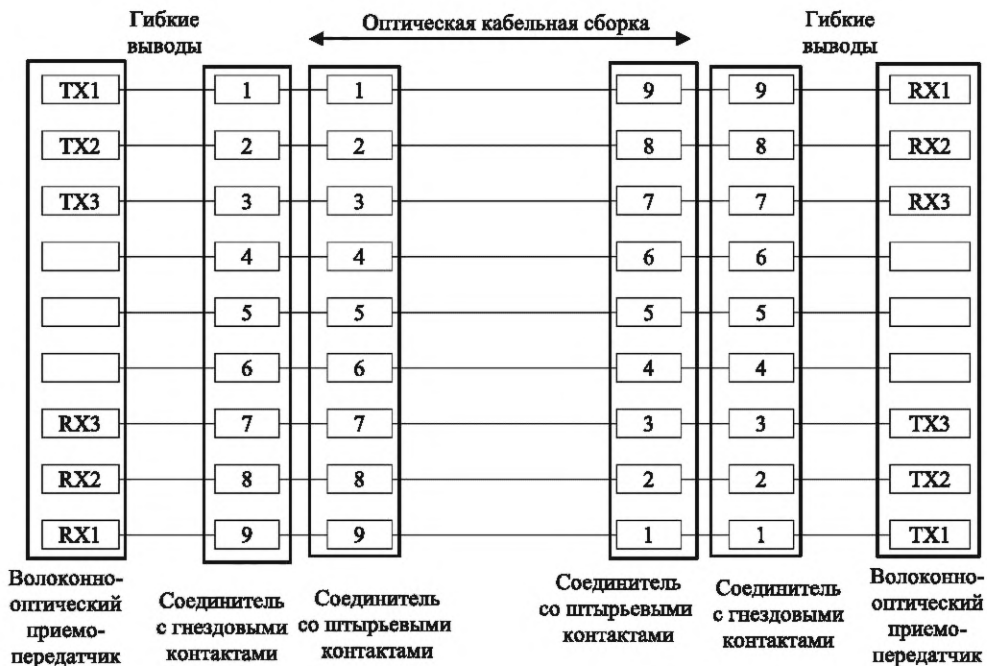 Гибкие
выводы
Оптическая кабельная сборка
Гибкие
выводы
TX1 1 1 9 9 RX1
TX2 2 2 8 8 RX2
TX3 3 3 7 7 RX3
4 4 6 6
5 5 5 5
6 6 4 4
RX3 7 7 3 3 TX3
RX2 8 8 2 2 TX2
RX1 9 9 1 1 TX1
Волоконно-
оптический
приемо-
передатчик
Соединитель
с гнездовыми
контактами
Соединитель
со штырьевыми
контактами
Соединитель
со штырьевыми
контактами
Соединитель
с гнездовыми
контактами
Волоконно-
оптический
приемо-
передатчик